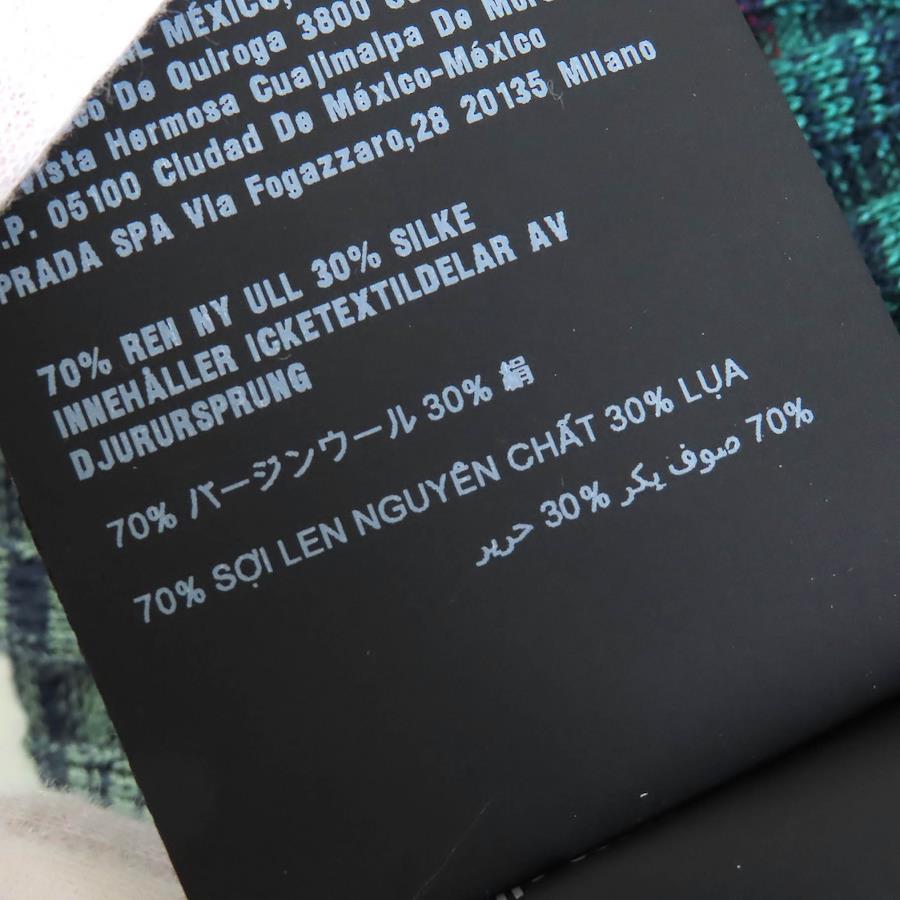 MÉXICO,
De Quiroga 3800
Vista Hermosa Cuajimalpa De
.P. 05100 Ciudad De México-México
PRADA SPA Via Fogazzaro,28 20135 Milano
70% REN NY ULL 30% SILKE
INNEHÅLLER ICKETEXTILDELAR AV
DJURURSPRUNG
70% バージンウール 30% 絹
70% SỢI LEN NGUYÊN CHẤT 30% LỤA
70% صوف بكر 30% حرير